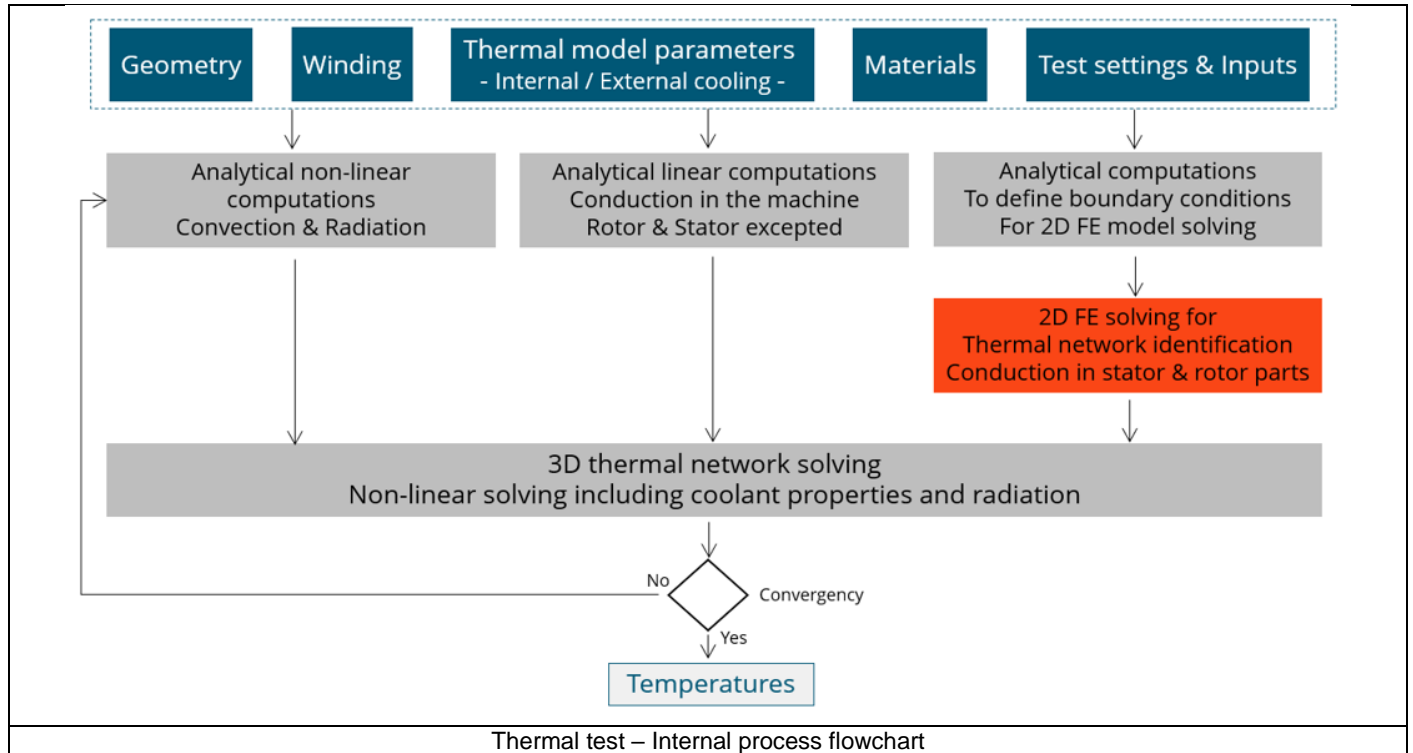 Geometry
Winding
Thermal model parameters
- Internal / External cooling -
Materials
Test settings & Inputs
Analytical non-linear
computations
Convection & Radiation
Analytical linear computations
Conduction in the machine
Rotor & Stator excepted
Analytical computations
To define boundary conditions
For 2D FE model solving
2D FE solving for
Thermal network identification
Conduction in stator & rotor parts
3D thermal network solving
Non-linear solving including coolant properties and radiation
No
Convergency
Yes
Temperatures
Thermal test – Internal process flowchart